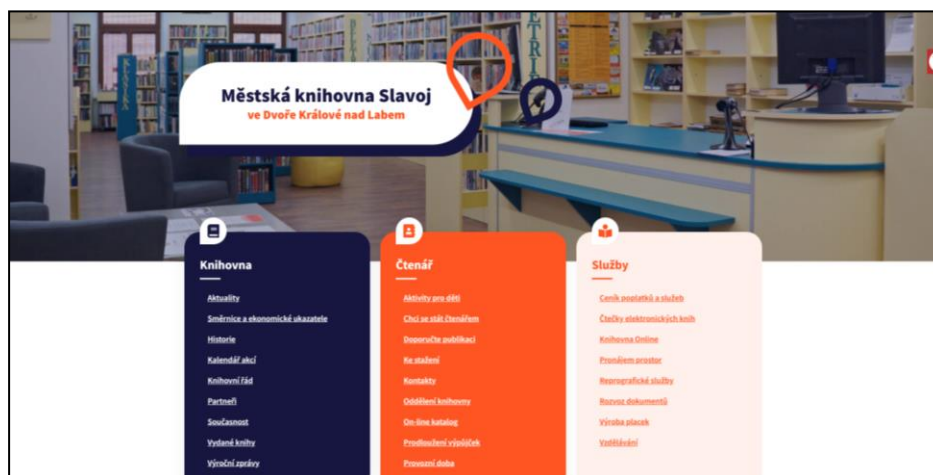 Městská knihovna Slavoj
ve Dvoře Králové nad Labem
Knihovna
Aktuality
Směrnice a ekonomické ukazatele
Historie
Kalendář akcí
Knihovní řád
Partneři
Současnost
Vydané knihy
Výroční zprávy
Čtenář
Aktivity pro děti
Chci se stát čtenářem
Doporučte publikaci
Ke stažení
Kontakty
Oddělení knihovny
On-line katalog
Prodloužení výpůjček
Provozní doba
Služby
Ceník poplatků a služeb
Čtečky elektronických knih
Knihovna Online
Pronájem prostor
Reprografické služby
Rozvoz dokumentů
Výroba placek
Vzdělávání